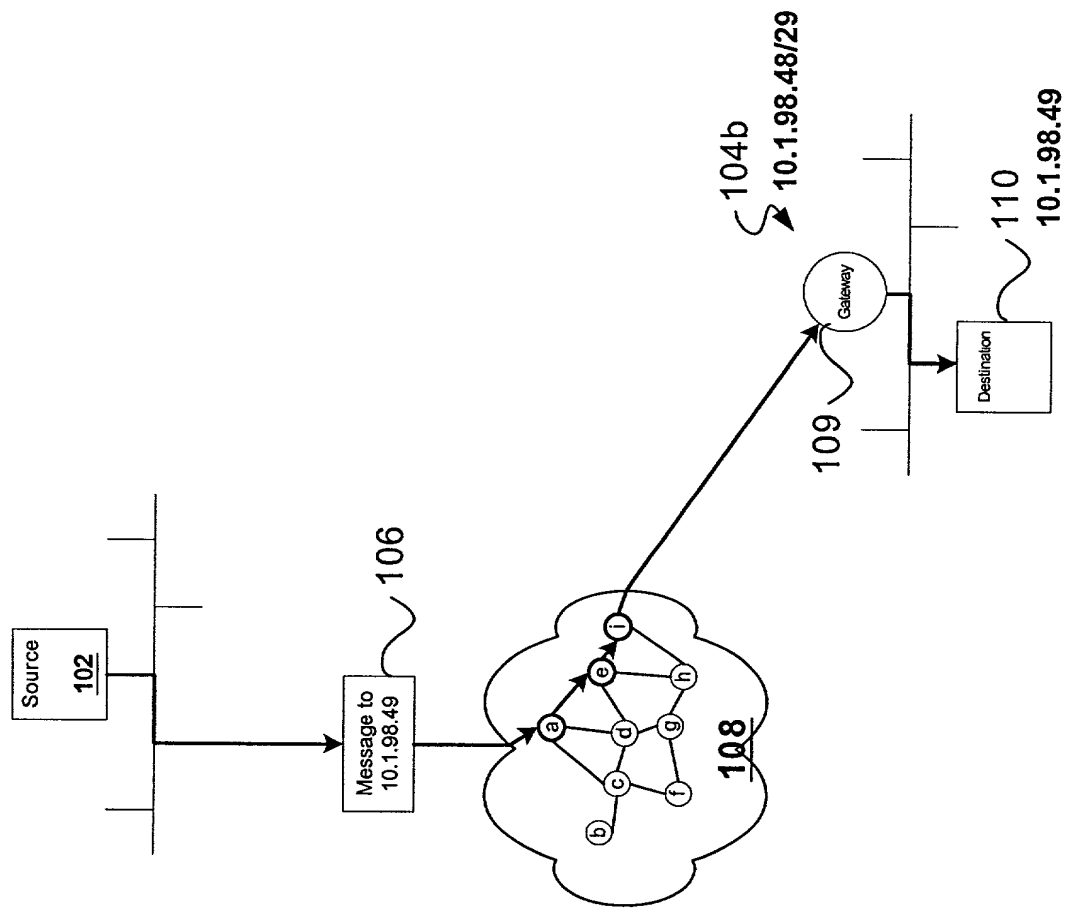 Source
102
Message to
10.1.98.49
106
a
e
i
b
c
d
f
g
h
108
104b
10.1.98.48/29
Gateway
109
Destination
110
10.1.98.49